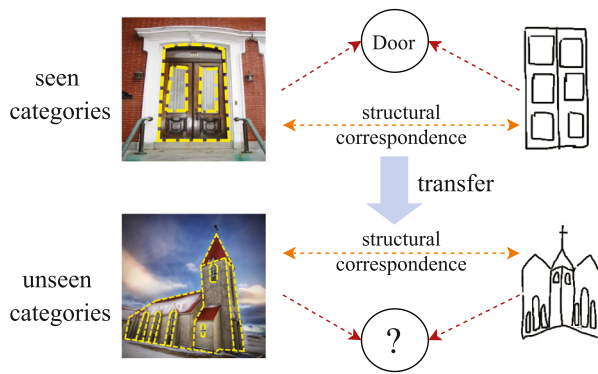 seen
categories
Door
structural
correspondence
transfer
unseen
categories
structural
correspondence
?